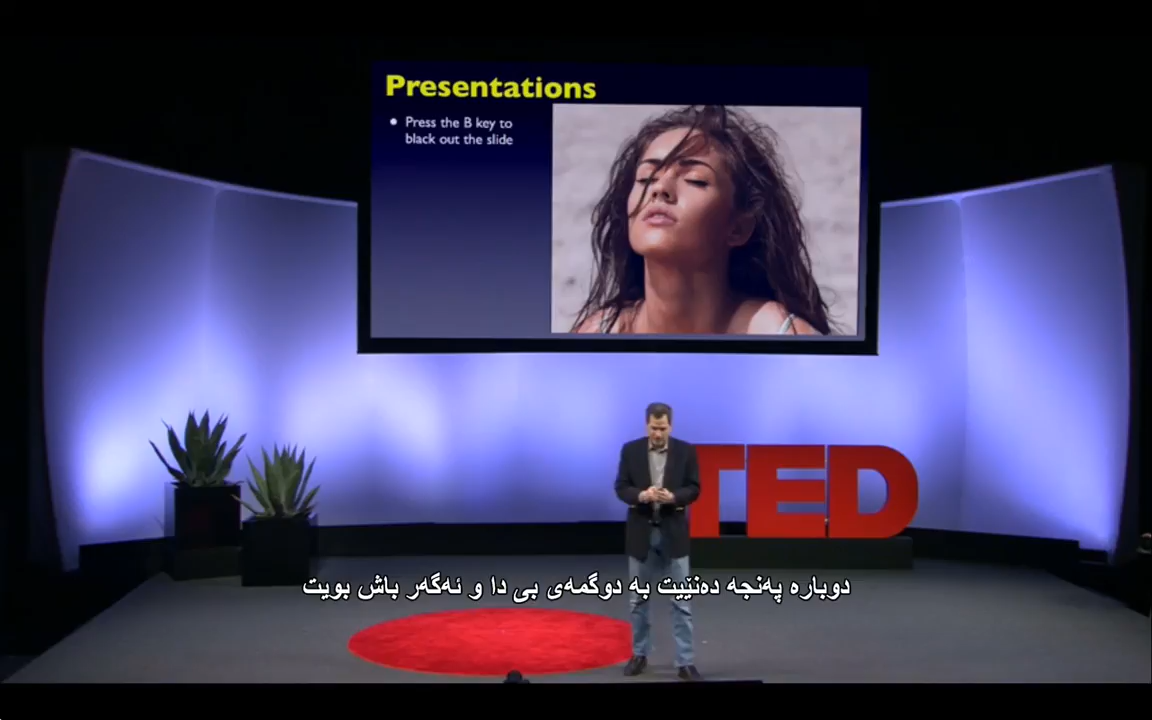 Presentations
• Press the B key to
black out the slide
TED
دوبارە پەنجە دەنێیت بە دوگمەی بی دا و ئەگەر باش بویت